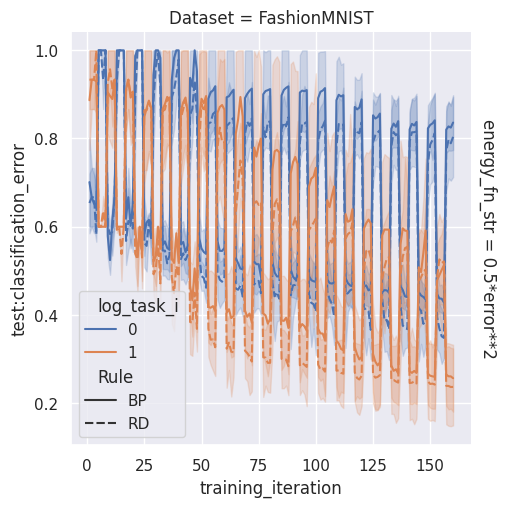 Dataset = FashionMNIST
test:classification_error
1.0
0.8
0.6
0.4
0.2
log_task_i
0
1
Rule
BP
RD
0 25 50 75 100 125 150
training_iteration
energy_fn_str = 0.5*error**2